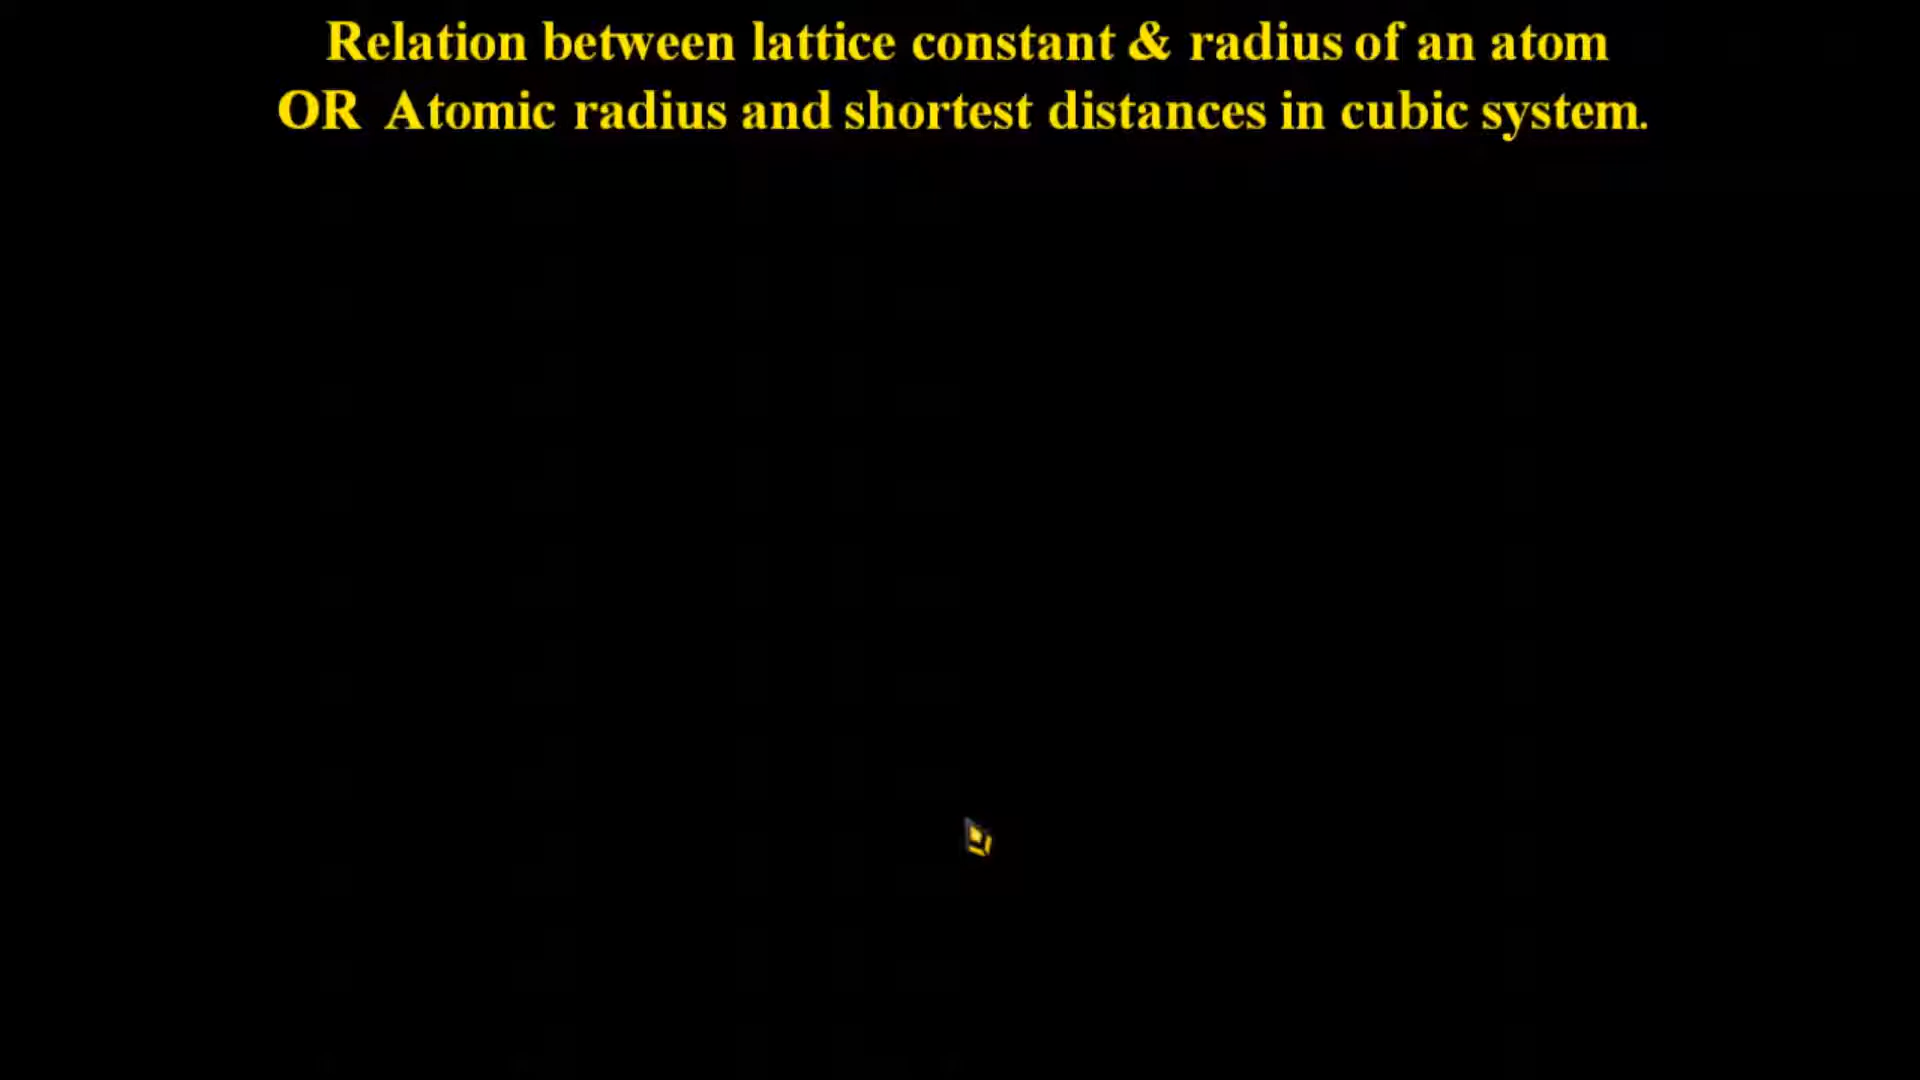 Relation between lattice constant & radius of an atom
OR Atomic radius and shortest distances in cubic system.